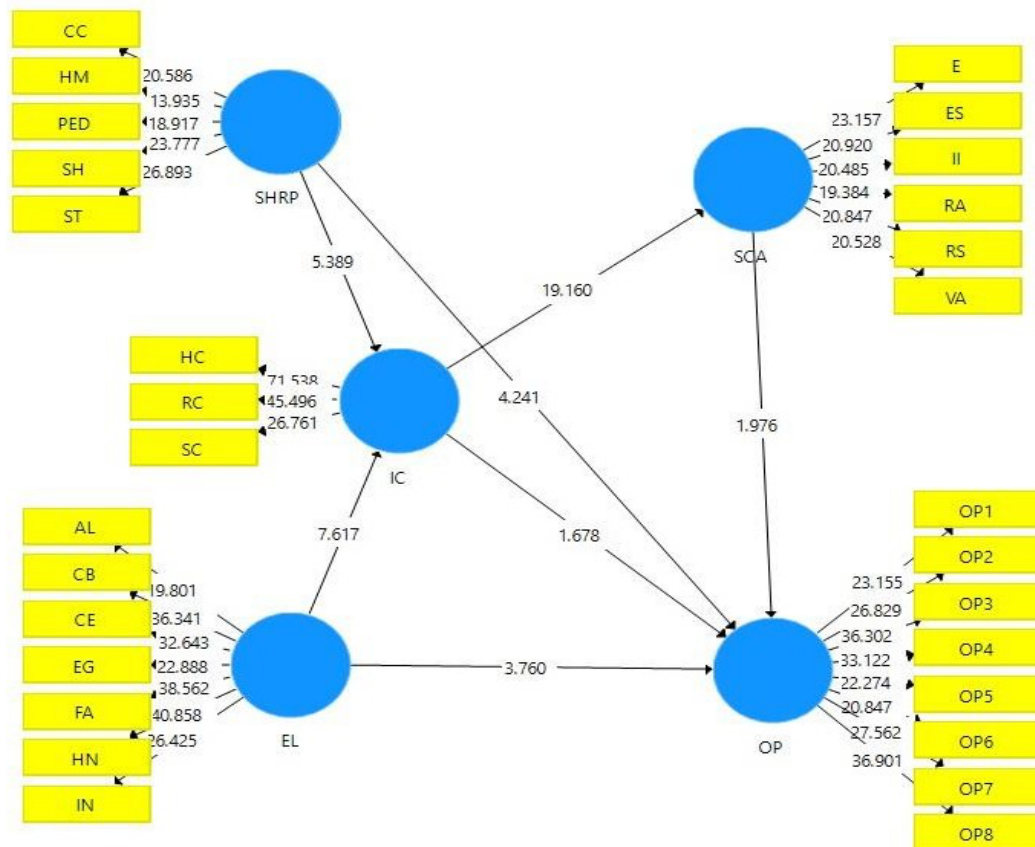 CC
HM
PED
SH
ST
20.586
13.935
18.917
23.777
26.893
SHRP
E
ES
II
RA
RS
VA
23.157
20.920
20.485
19.384
20.847
20.528
SCA
5.389
19.160
HC
RC
SC
71.538
45.496
26.761
IC
4.241
1.976
7.617
1.678
AL
CB
CE
EG
FA
HN
IN
19.801
36.341
32.643
22.888
38.562
40.858
26.425
EL
3.760
OP1
OP2
OP3
OP4
OP5
OP6
OP7
OP8
23.155
26.829
36.302
33.122
22.274
20.847
27.562
36.901
OP